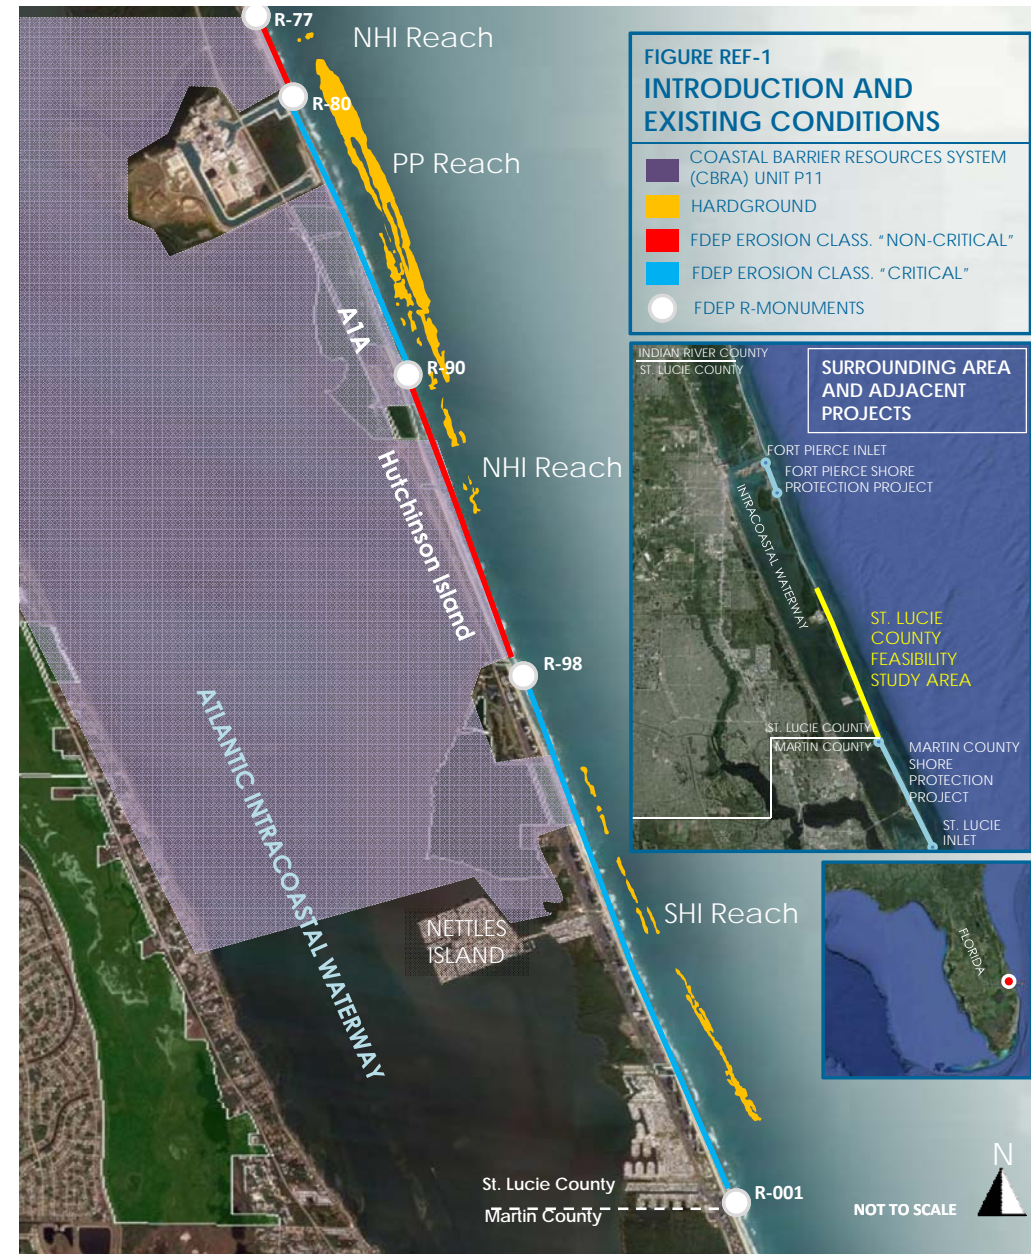 R-77
NHI Reach
R-80
PP Reach
A1A
R-90
NHI Reach
Hutchinson Island
R-98
ATLANTIC INTRACOASTAL WATERWAY
NETTLES
ISLAND
SHI Reach
St. Lucie County
Martin County
R-001
NOT TO SCALE
N
FIGURE REF-1
INTRODUCTION AND
EXISTING CONDITIONS
COASTAL BARRIER RESOURCES SYSTEM
(CBRA) UNIT P11
HARDGROUND
FDEP EROSION CLASS. "NON-CRITICAL"
FDEP EROSION CLASS. "CRITICAL"
FDEP R-MONUMENTS
INDIAN RIVER COUNTY
ST. LUCIE COUNTY
SURROUNDING AREA
AND ADJACENT
PROJECTS
FORT PIERCE INLET
FORT PIERCE SHORE
PROTECTION PROJECT
INTRACOASTAL WATERWAY
ST. LUCIE
COUNTY
FEASIBILITY
STUDY AREA
ST. LUCIE COUNTY
MARTIN COUNTY
MARTIN COUNTY
SHORE
PROTECTION
PROJECT
ST. LUCIE
INLET
FLORIDA